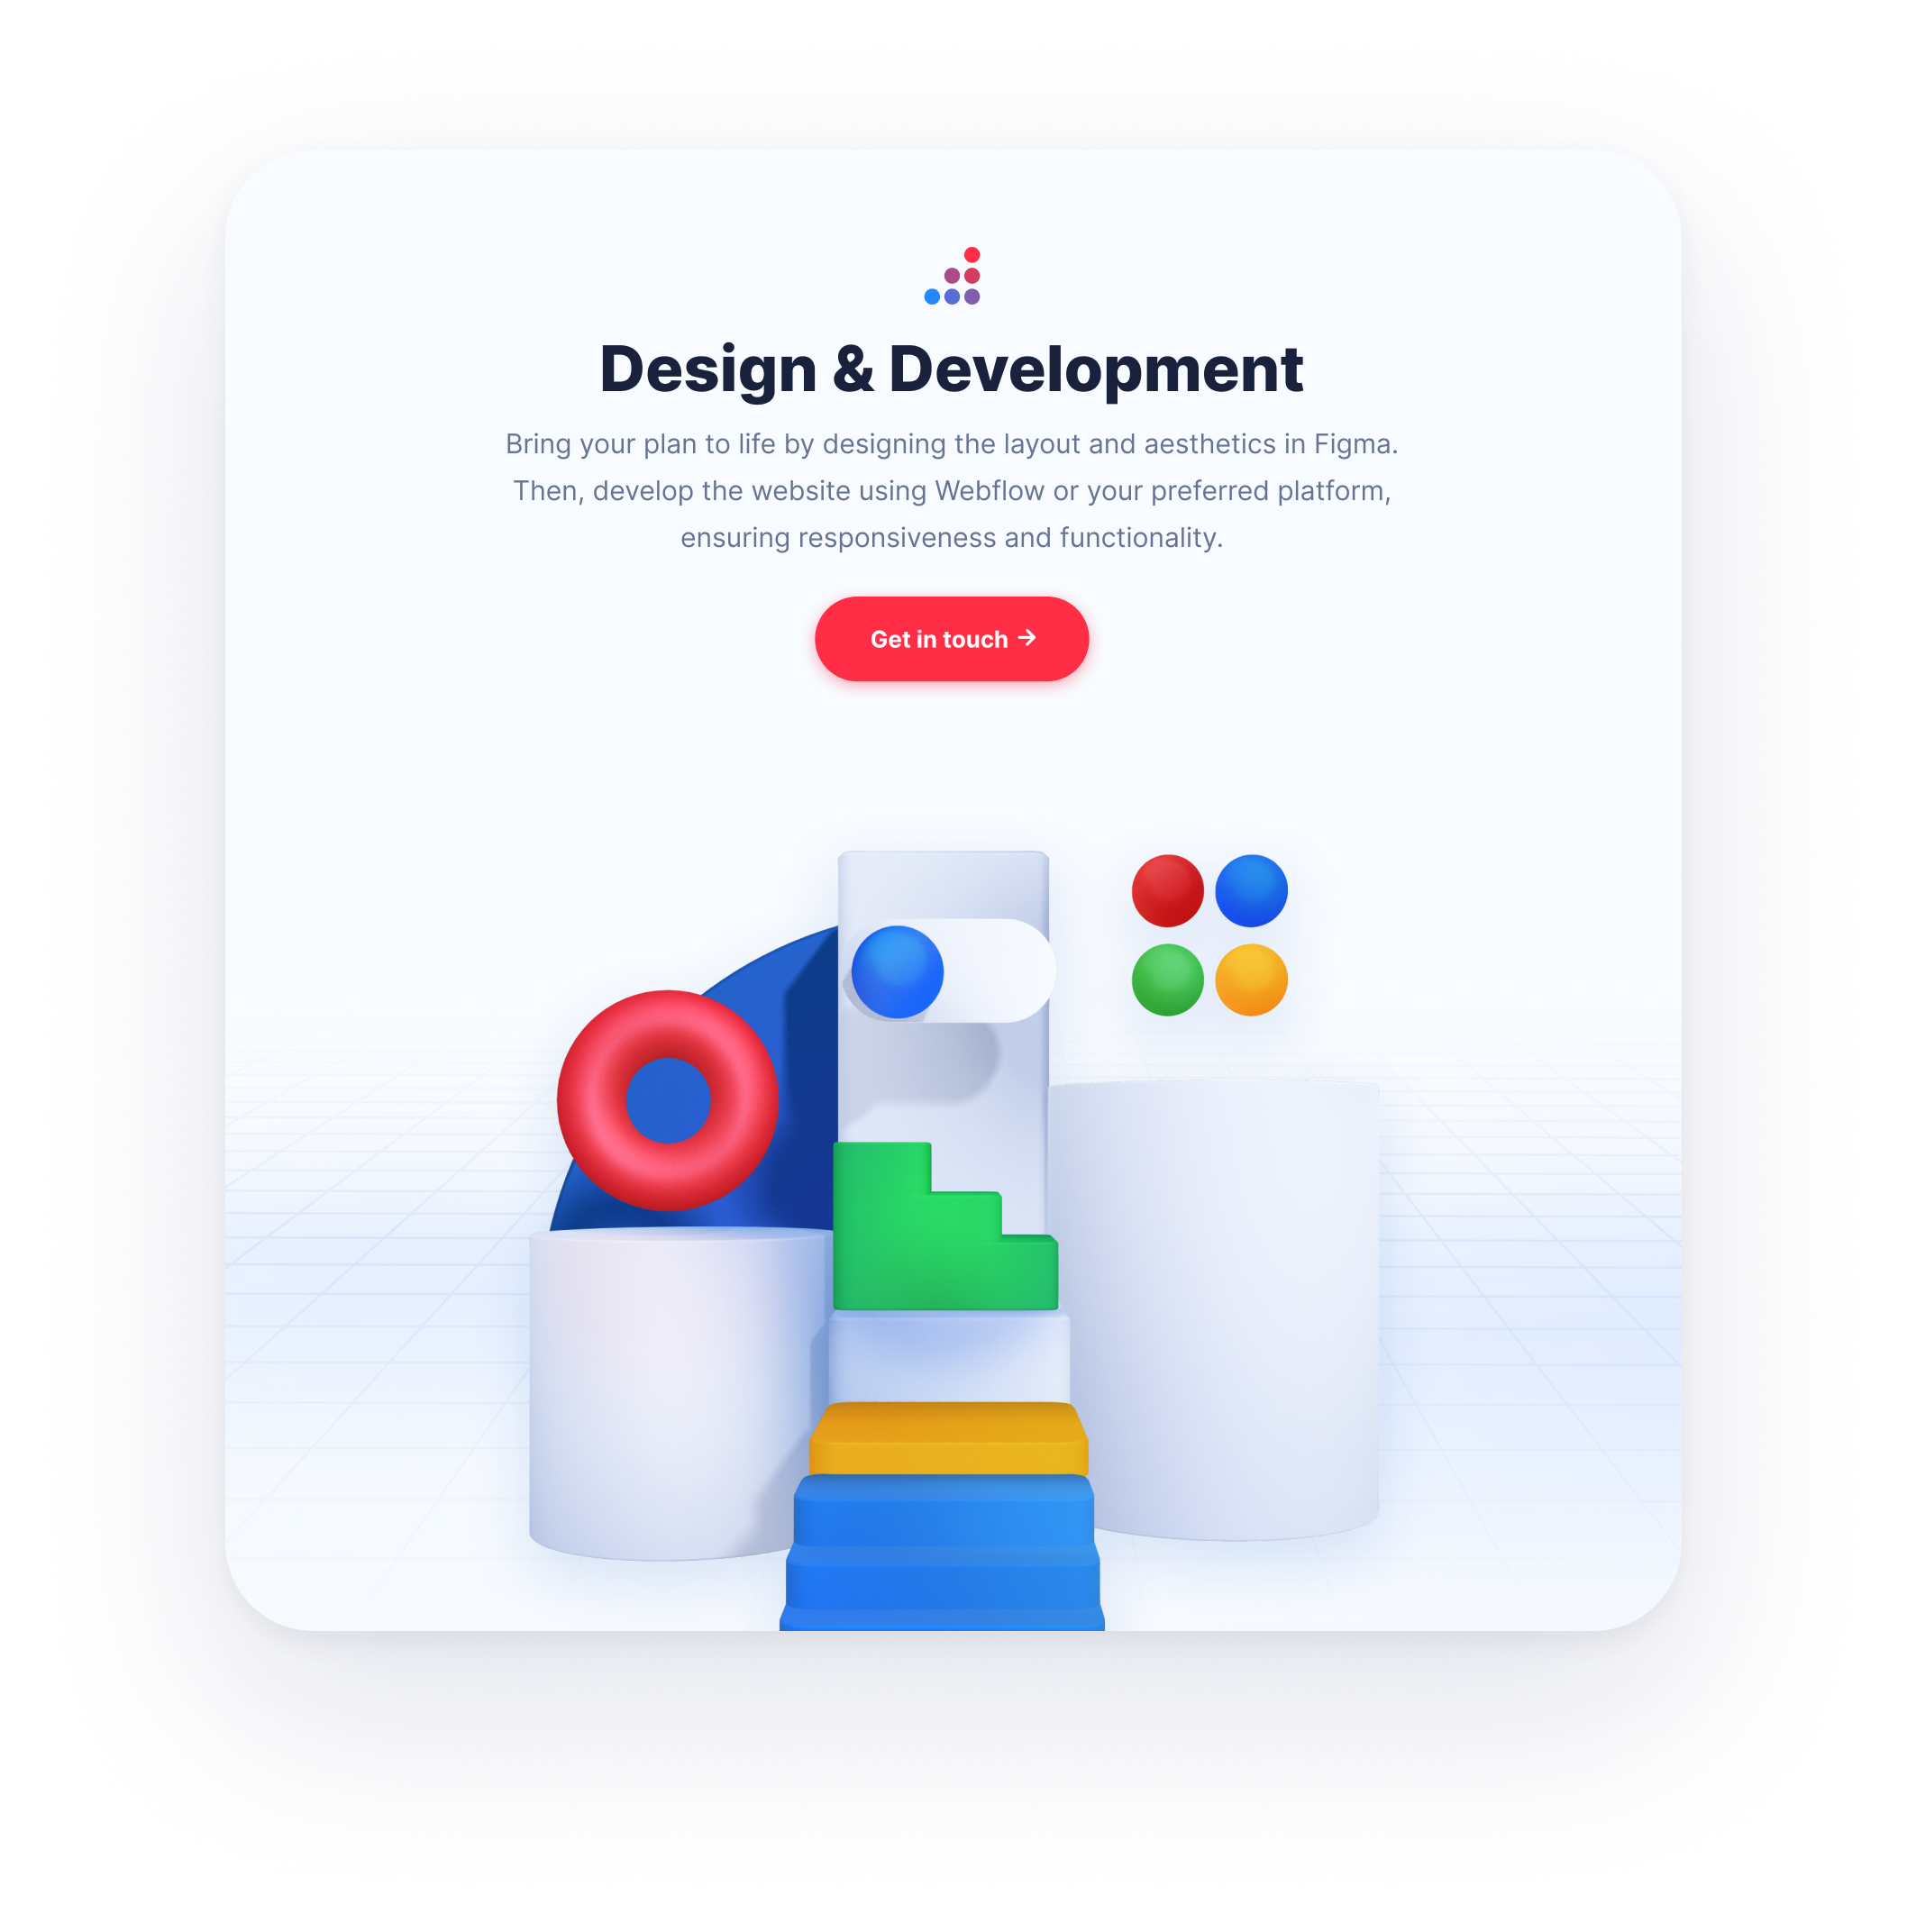 Design & Development
Bring your plan to life by designing the layout and aesthetics in Figma.
Then, develop the website using Webflow or your preferred platform,
ensuring responsiveness and functionality.
Get in touch →